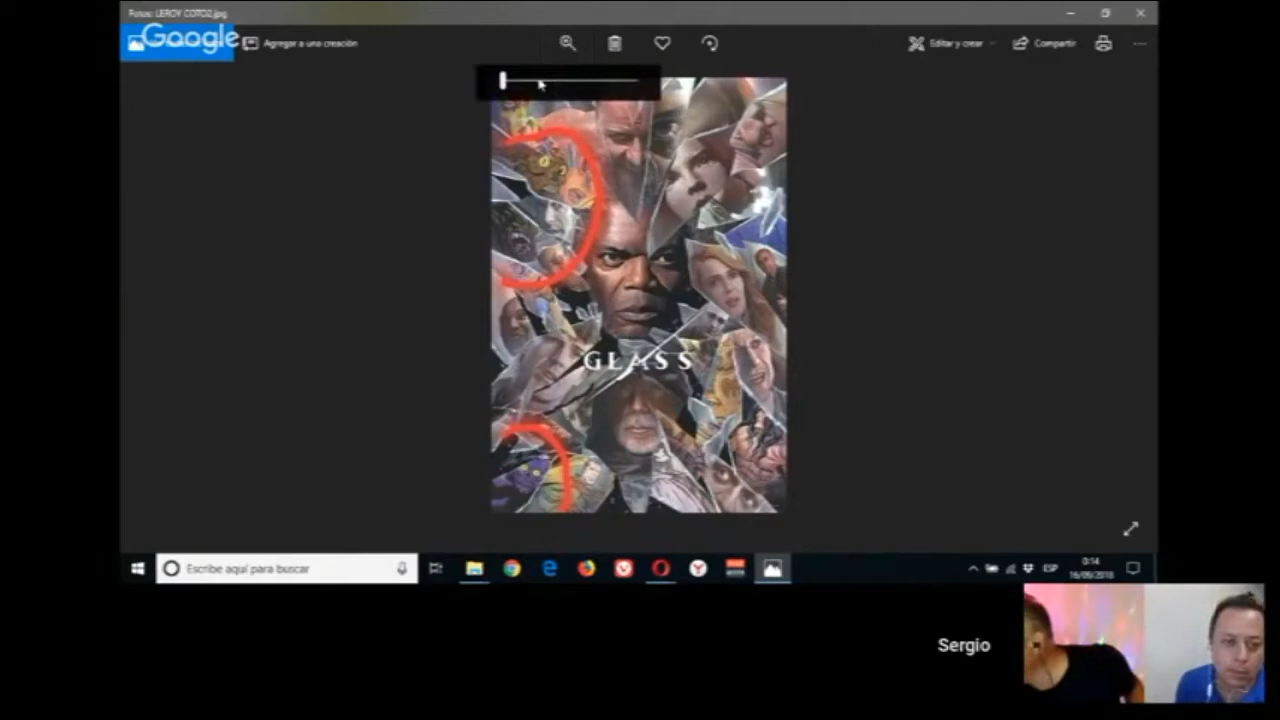 Fotos: LEROY COTO2.jpg
Google
Agregar a una creación
Editar y crear
Compartir
GLASS
Escribe aquí para buscar
ESP
0:14
16/09/2018
Sergio